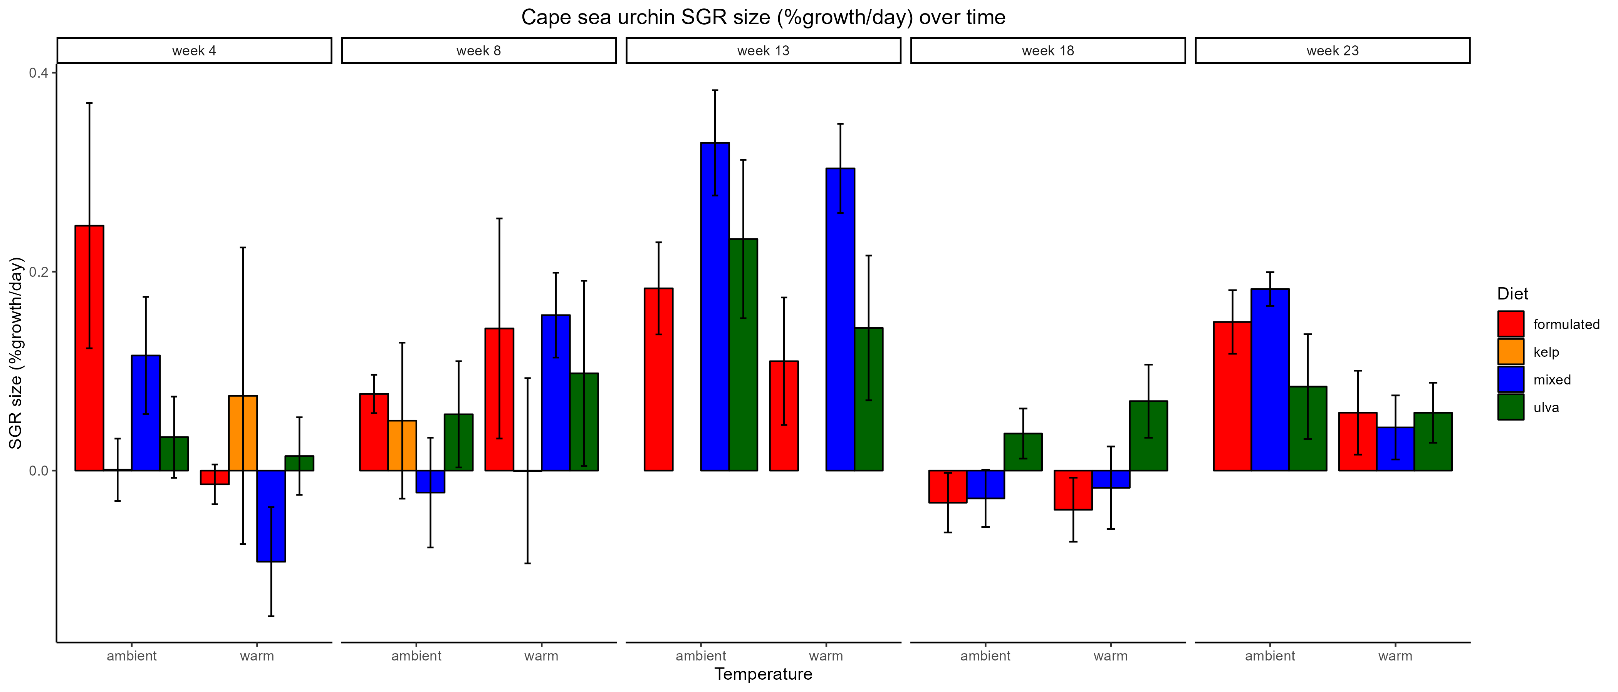 Cape sea urchin SGR size (%growth/day) over time
week 4
week 8
week 13
week 18
week 23
SGR size (%growth/day)
0.4
0.2
0.0
ambient
warm
ambient
warm
ambient
warm
ambient
warm
ambient
warm
Temperature
Diet
formulated
kelp
mixed
ulva